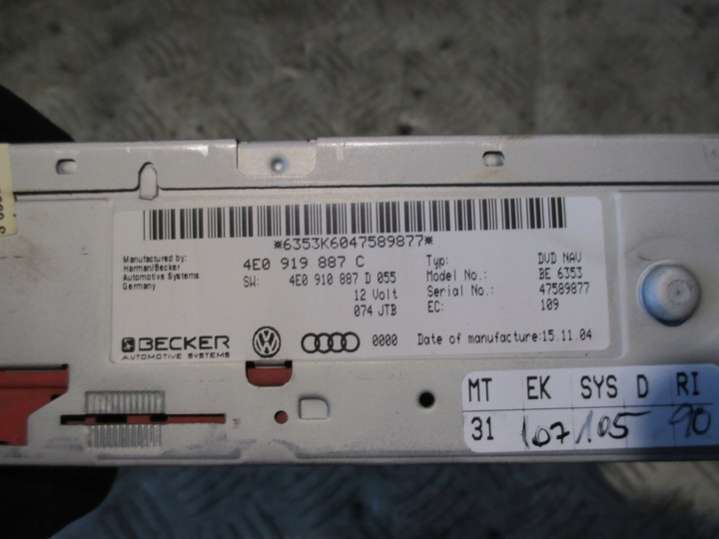 *6353K6047589877*
Manufactured by:
Harman/Becker
Automotive Systems
Germany
4E0 919 887 C
SW: 4E0 910 887 D 055
12 Volt
074 JTB
Typ: DVD NAV
Model No.: BE 6353
Serial No.: 47589877
EC: 109
BECKER
AUTOMOTIVE SYSTEMS
0000
Date of manufacture:15.11.04
MT EK SYS D RI
31 107 105 90